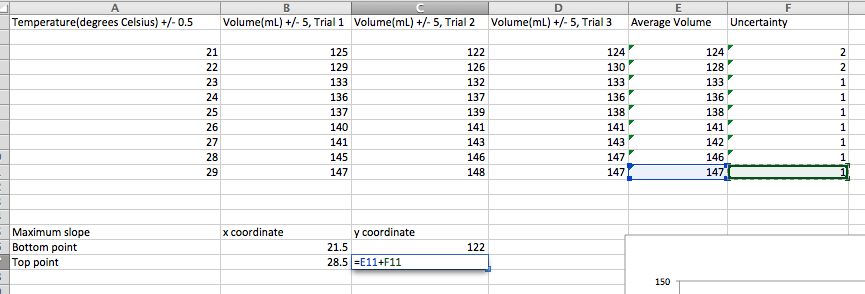 A B C D E F
Temperature(degrees Celsius) +/- 0.5 Volume(mL) +/- 5, Trial 1 Volume(mL) +/- 5, Trial 2 Volume(mL) +/- 5, Trial 3 Average Volume Uncertainty
21 125 122 124 124 2
22 129 126 130 128 2
23 133 132 133 133 1
24 136 137 136 136 1
25 137 139 138 138 1
26 140 141 141 141 1
27 141 143 143 142 1
28 145 146 147 146 1
29 147 148 147 147 1
Maximum slope x coordinate y coordinate
Bottom point 21.5 122
Top point 28.5 =E11+F11
150